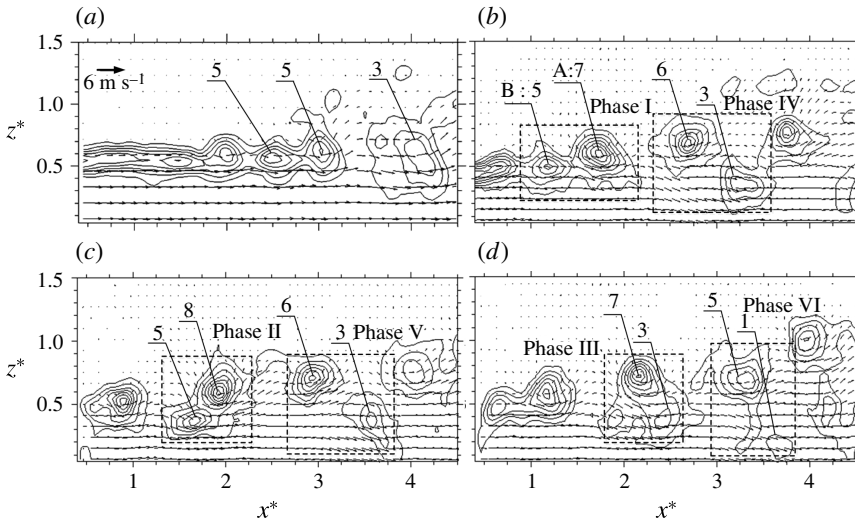 (a)
(b)
1.5
1.0
0.5
z*
6 m s⁻¹
5
5
3
B : 5
A:7
Phase I
6
3
Phase IV
(c)
(d)
1.5
1.0
0.5
z*
5
8
Phase II
6
3
Phase V
Phase III
7
3
5
1
Phase VI
1
2
3
4
1
2
3
4
x*
x*